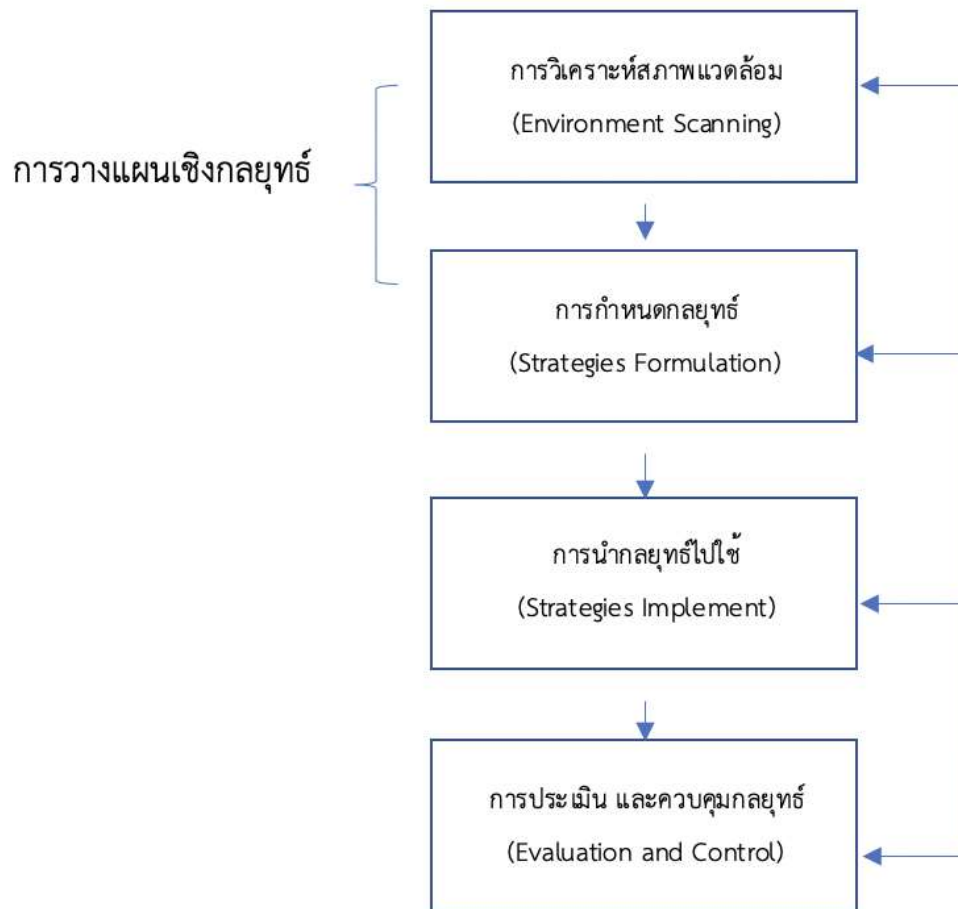 การวิเคราะห์สภาพแวดล้อม
(Environment Scanning)
การวางแผนเชิงกลยุทธ์
การกำหนดกลยุทธ์
(Strategies Formulation)
การนำกลยุทธ์ไปใช้
(Strategies Implement)
การประเมิน และควบคุมกลยุทธ์
(Evaluation and Control)